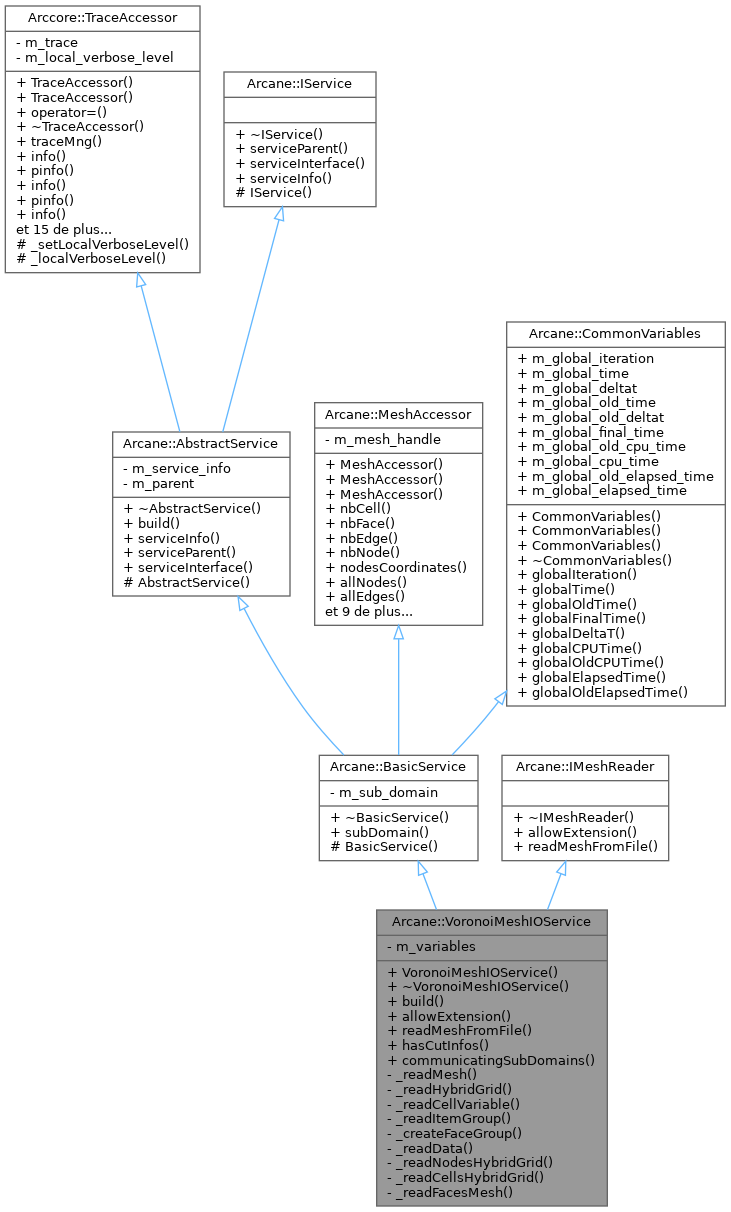 Arccore::TraceAccessor
- m_trace
- m_local_verbose_level
+ TraceAccessor()
+ TraceAccessor()
+ operator=()
+ ~TraceAccessor()
+ traceMng()
+ info()
+ pinfo()
+ info()
+ pinfo()
+ info()
et 15 de plus...
# _setLocalVerboseLevel()
# _localVerboseLevel()
Arcane::IService
+ ~IService()
+ serviceParent()
+ serviceInterface()
+ serviceInfo()
# IService()
Arcane::CommonVariables
+ m_global_iteration
+ m_global_time
+ m_global_deltat
+ m_global_old_time
+ m_global_old_deltat
+ m_global_final_time
+ m_global_old_cpu_time
+ m_global_cpu_time
+ m_global_old_elapsed_time
+ m_global_elapsed_time
+ CommonVariables()
+ CommonVariables()
+ CommonVariables()
+ ~CommonVariables()
+ globalIteration()
+ globalTime()
+ globalOldTime()
+ globalFinalTime()
+ globalDeltaT()
+ globalCPUTime()
+ globalOldCPUTime()
+ globalElapsedTime()
+ globalOldElapsedTime()
Arcane::MeshAccessor
- m_mesh_handle
+ MeshAccessor()
+ MeshAccessor()
+ MeshAccessor()
+ nbCell()
+ nbFace()
+ nbEdge()
+ nbNode()
+ nodesCoordinates()
+ allNodes()
+ allEdges()
et 9 de plus...
Arcane::AbstractService
- m_service_info
- m_parent
+ ~AbstractService()
+ build()
+ serviceInfo()
+ serviceParent()
+ serviceInterface()
# AbstractService()
Arcane::BasicService
- m_sub_domain
+ ~BasicService()
+ subDomain()
# BasicService()
Arcane::IMeshReader
+ ~IMeshReader()
+ allowExtension()
+ readMeshFromFile()
Arcane::VoronoiMeshIOService
- m_variables
+ VoronoiMeshIOService()
+ ~VoronoiMeshIOService()
+ build()
+ allowExtension()
+ readMeshFromFile()
+ hasCutInfos()
+ communicatingSubDomains()
- _readMesh()
- _readHybridGrid()
- _readCellVariable()
- _readItemGroup()
- _createFaceGroup()
- _readData()
- _readNodesHybridGrid()
- _readCellsHybridGrid()
- _readFacesMesh()